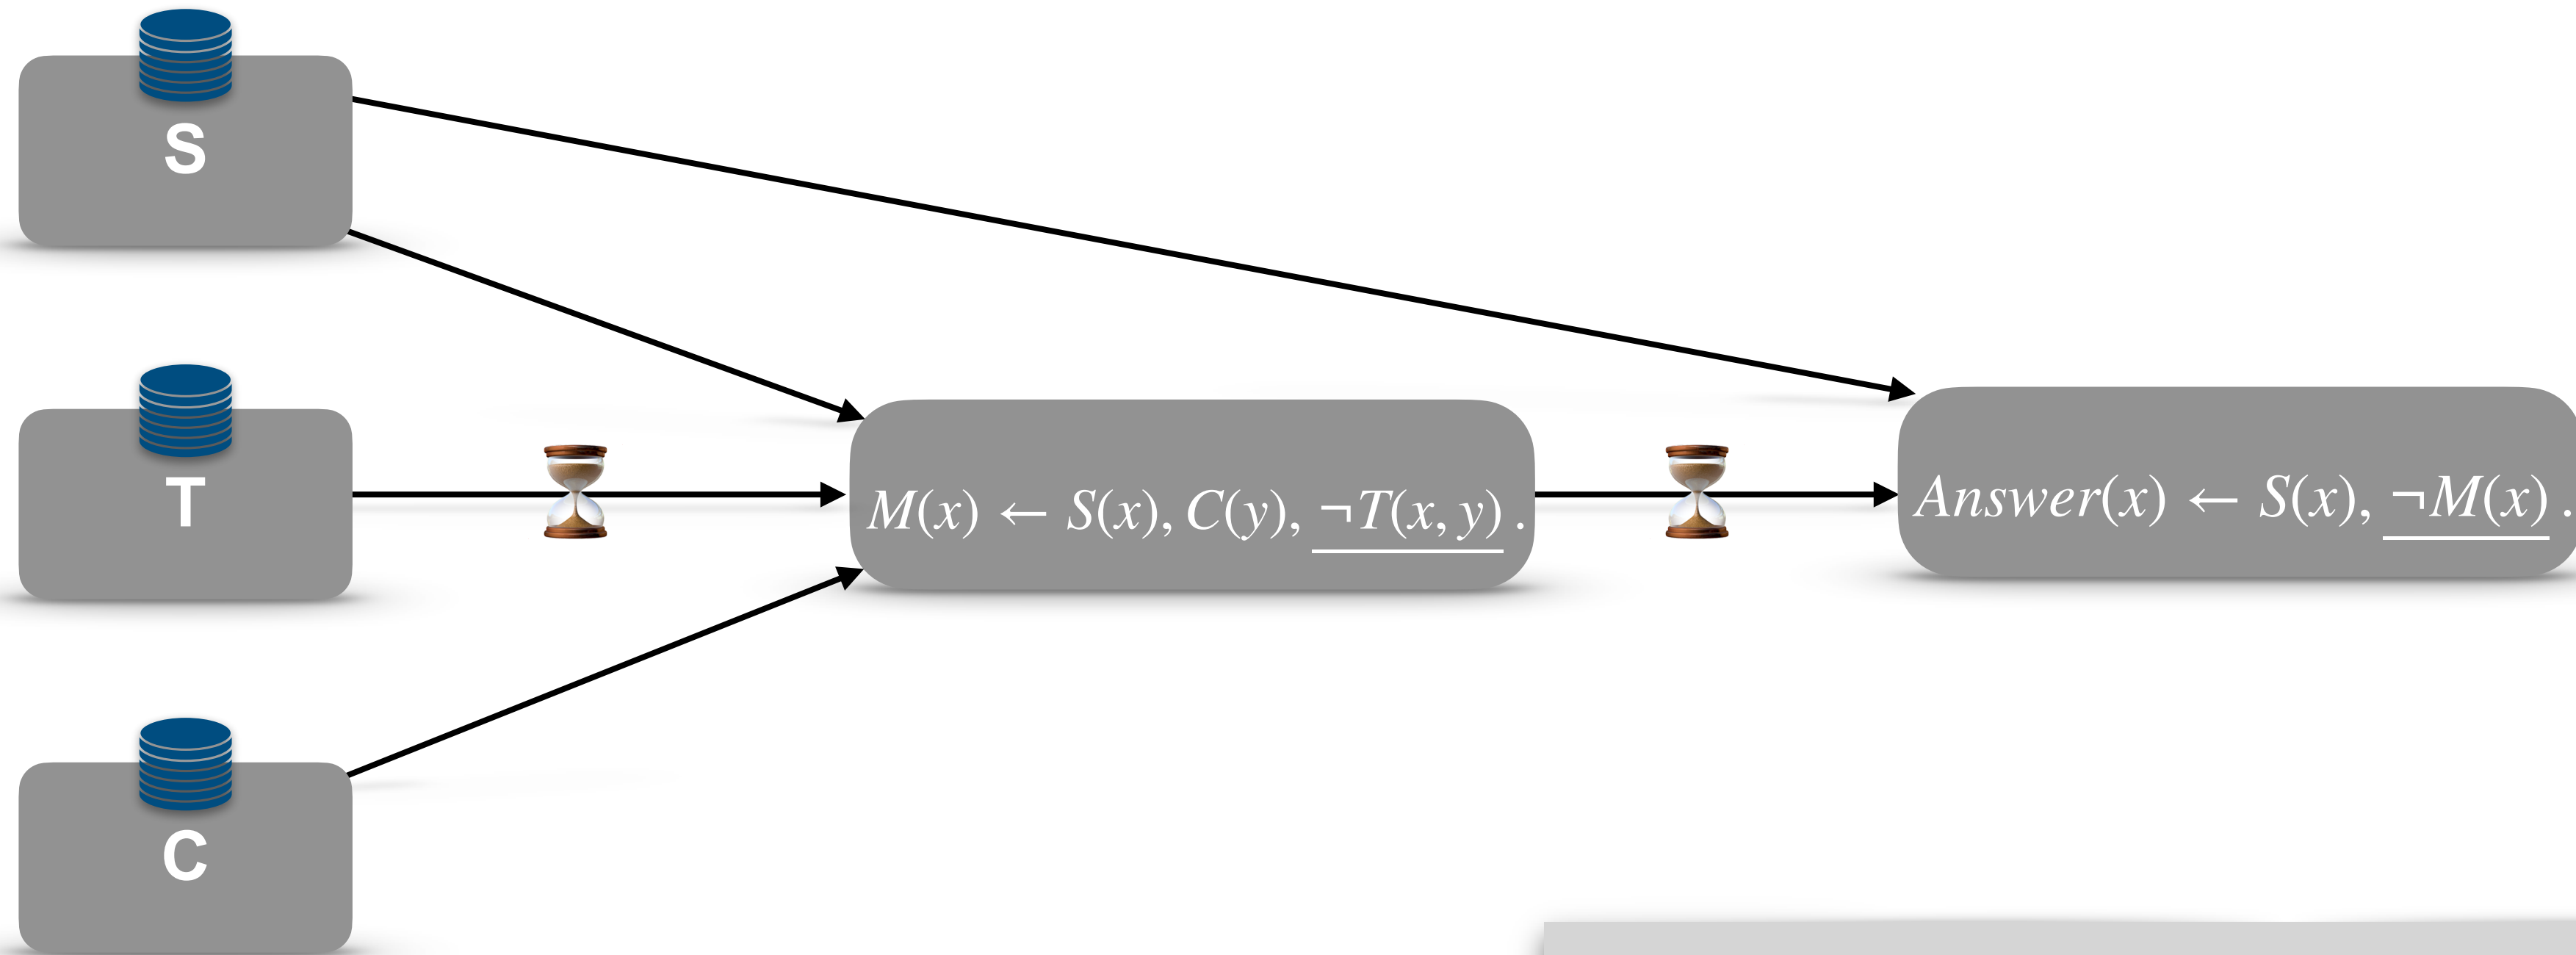 S
T
C
M(x) ← S(x), C(y), ¬T(x, y) .
Answer(x) ← S(x), ¬M(x) .